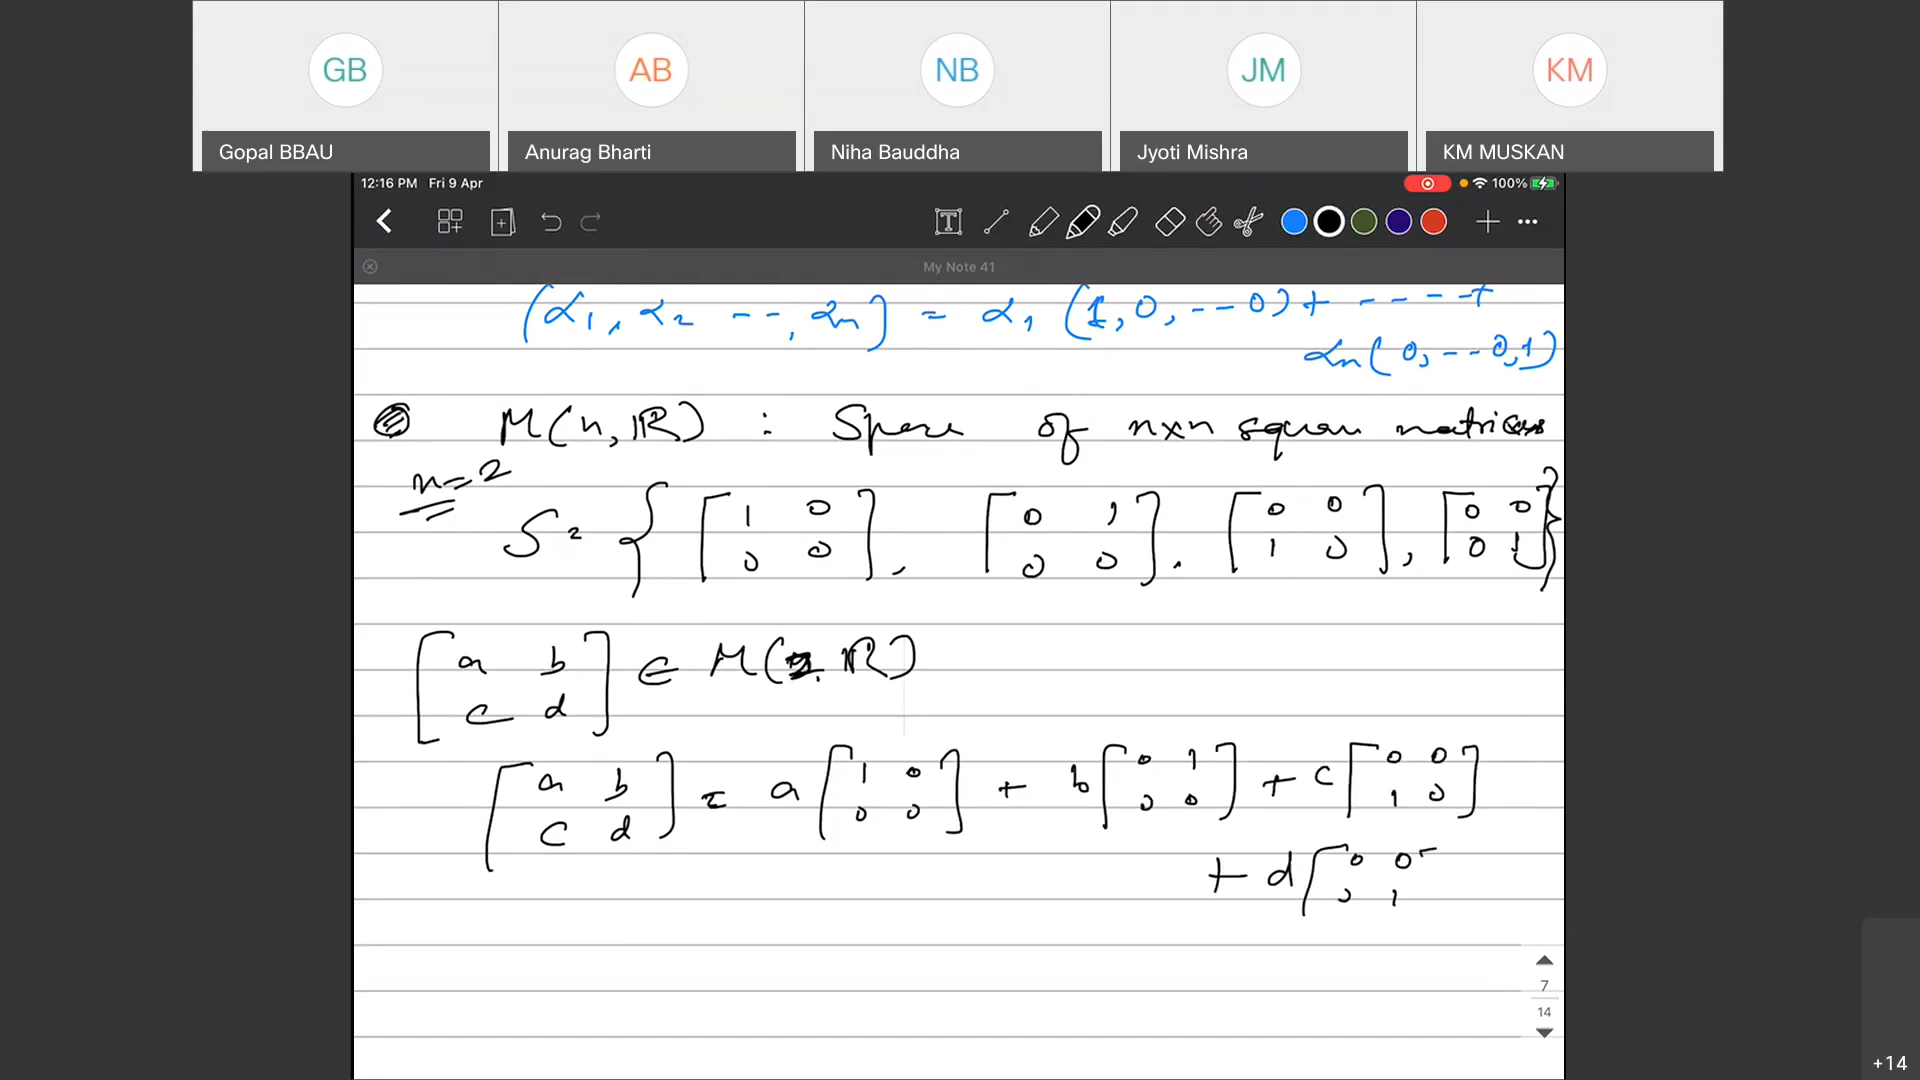 GB AB NB JM KM
Gopal BBAU Anurag Bharti Niha Bauddha Jyoti Mishra KM MUSKAN
12:16 PM Fri 9 Apr 100%
T
My Note 41
(α₁, α₂ --, αn) = α₁ (1, 0, -- 0) + ---- +
αn (0, -- 0, 1)
M(n, ℝ) : Space of n×n square matrices
n=2
S = { [1 0; 0 0], [0 1; 0 0], [0 0; 1 0], [0 0; 0 1] }
[a b; c d] ∈ M(2, ℝ)
[a b; c d] = a [1 0; 0 0] + b [0 1; 0 0] + c [0 0; 1 0]
+ d [0 0; 0 1
7
14
+14